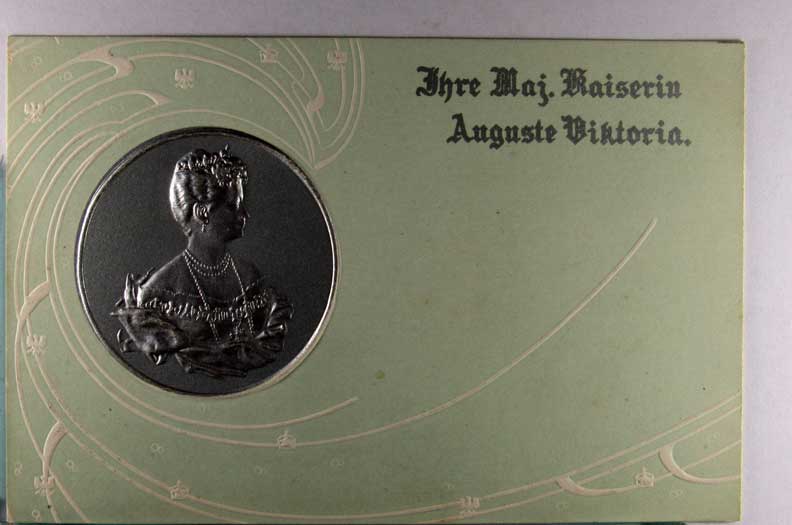 Ihre Maj. Kaiserin
Auguste Viktoria.